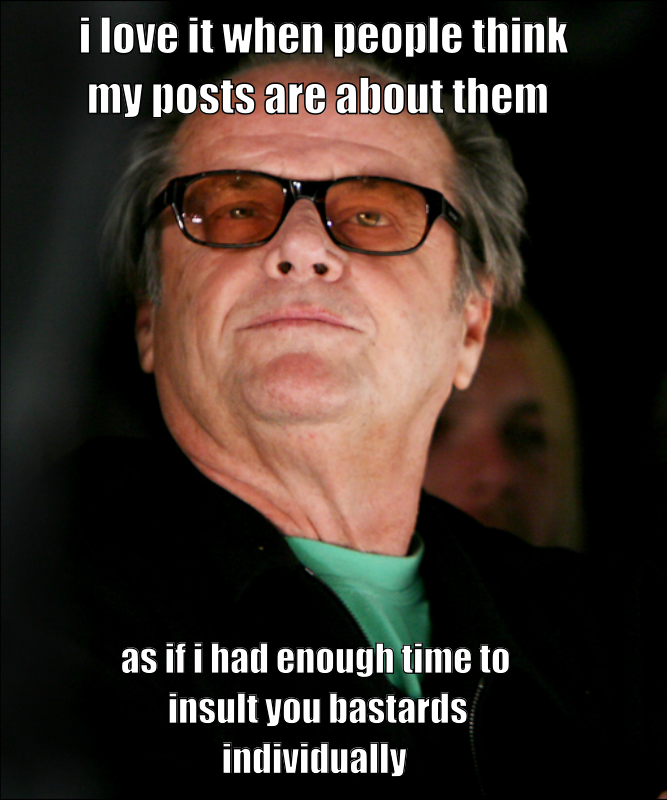 i love it when people think
my posts are about them
as if i had enough time to
insult you bastards
individually